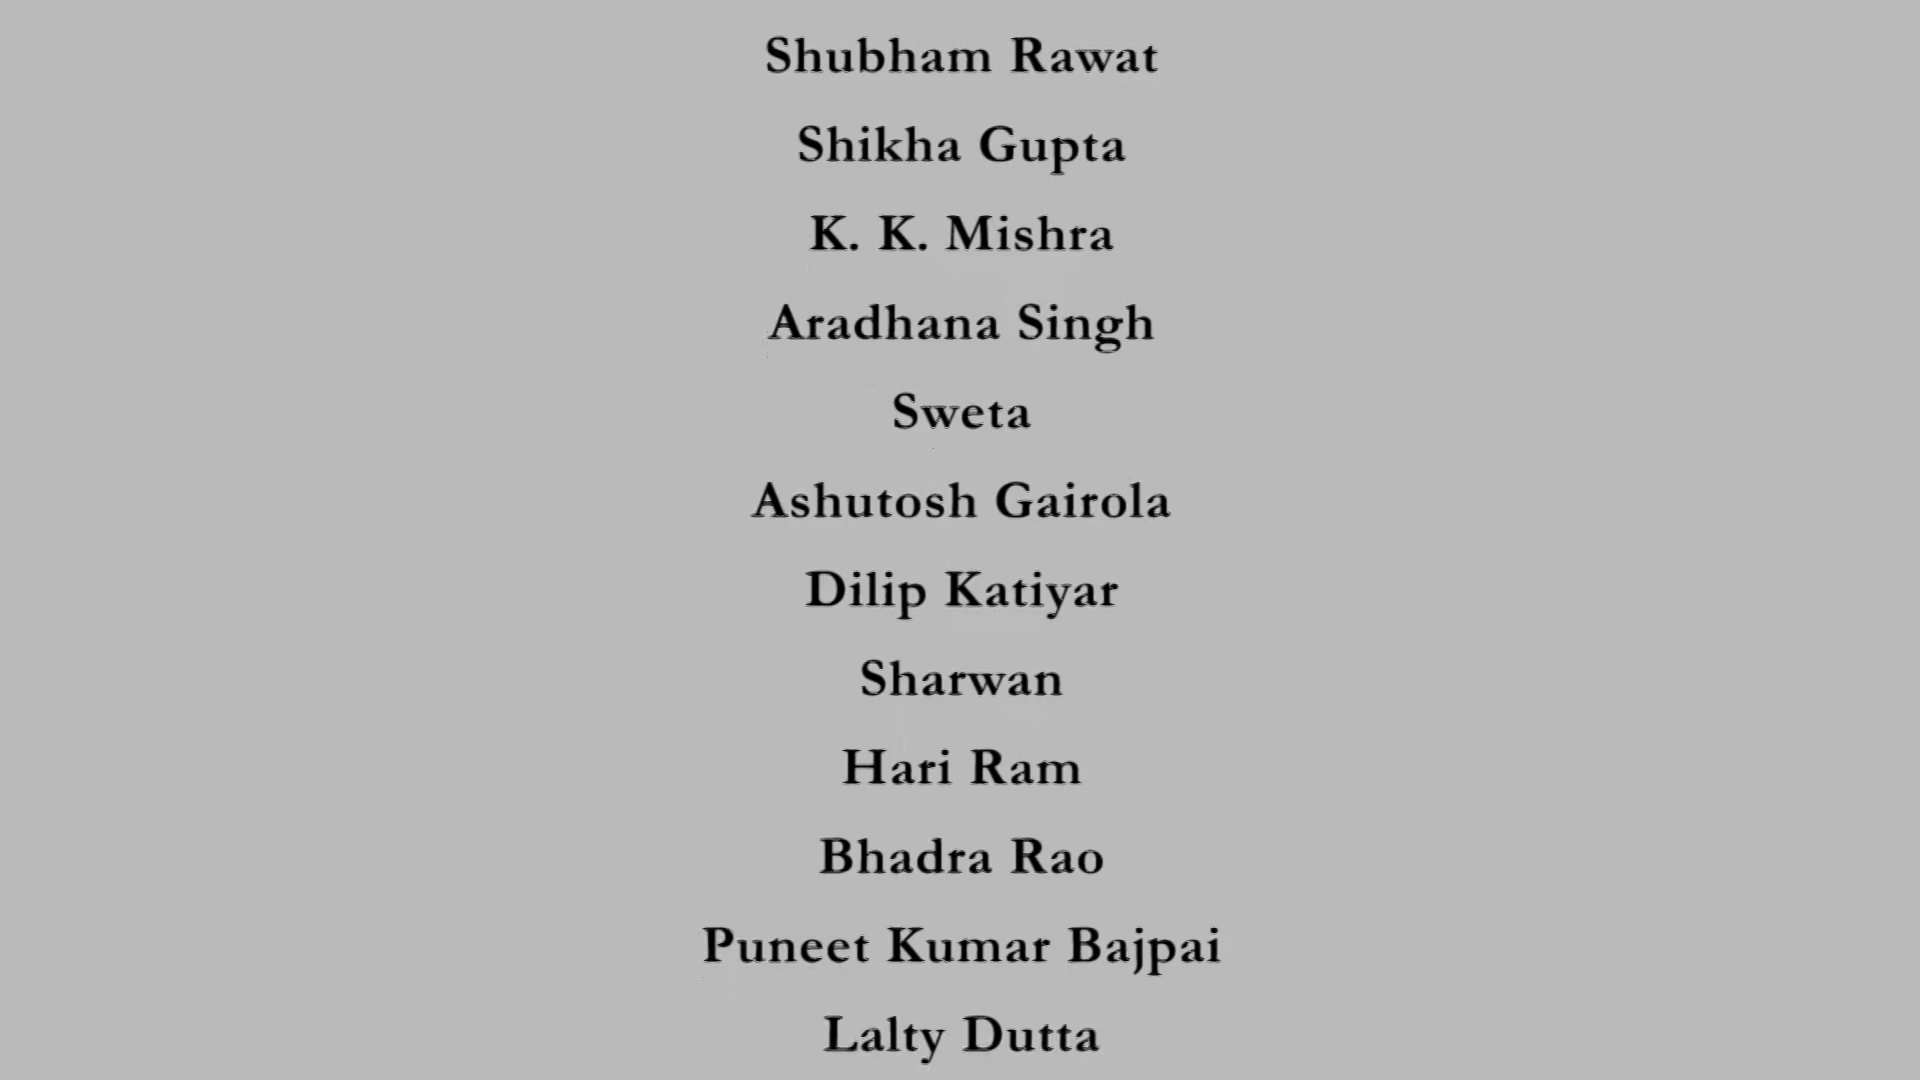 Shubham Rawat
Shikha Gupta
K. K. Mishra
Aradhana Singh
Sweta
Ashutosh Gairola
Dilip Katiyar
Sharwan
Hari Ram
Bhadra Rao
Puneet Kumar Bajpai
Lalty Dutta